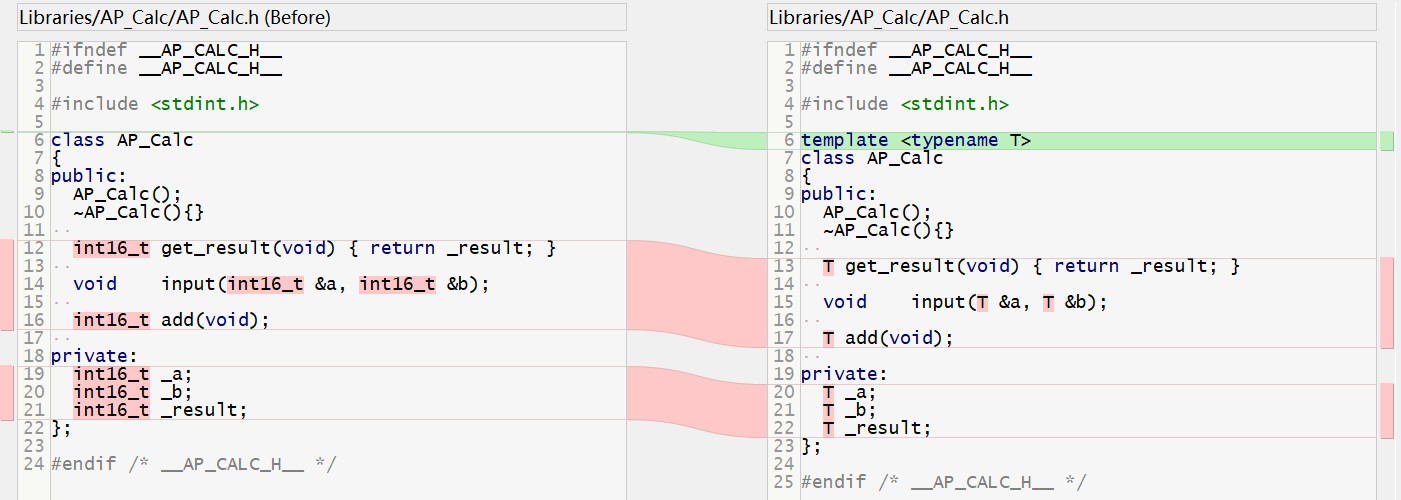 Libraries/AP_Calc/AP_Calc.h (Before)
1 #ifndef __AP_CALC_H__
2 #define __AP_CALC_H__
3
4 #include <stdint.h>
5
6 class AP_Calc
7 {
8 public:
9   AP_Calc();
10   ~AP_Calc(){}
11
12   int16_t get_result(void) { return _result; }
13
14   void    input(int16_t &a, int16_t &b);
15
16   int16_t add(void);
17
18 private:
19   int16_t _a;
20   int16_t _b;
21   int16_t _result;
22 };
23
24 #endif /* __AP_CALC_H__ */
Libraries/AP_Calc/AP_Calc.h
1 #ifndef __AP_CALC_H__
2 #define __AP_CALC_H__
3
4 #include <stdint.h>
5
6 template <typename T>
7 class AP_Calc
8 {
9 public:
10   AP_Calc();
11   ~AP_Calc(){}
12
13   T get_result(void) { return _result; }
14
15   void    input(T &a, T &b);
16
17   T add(void);
18
19 private:
20   T _a;
21   T _b;
22   T _result;
23 };
24
25 #endif /* __AP_CALC_H__ */